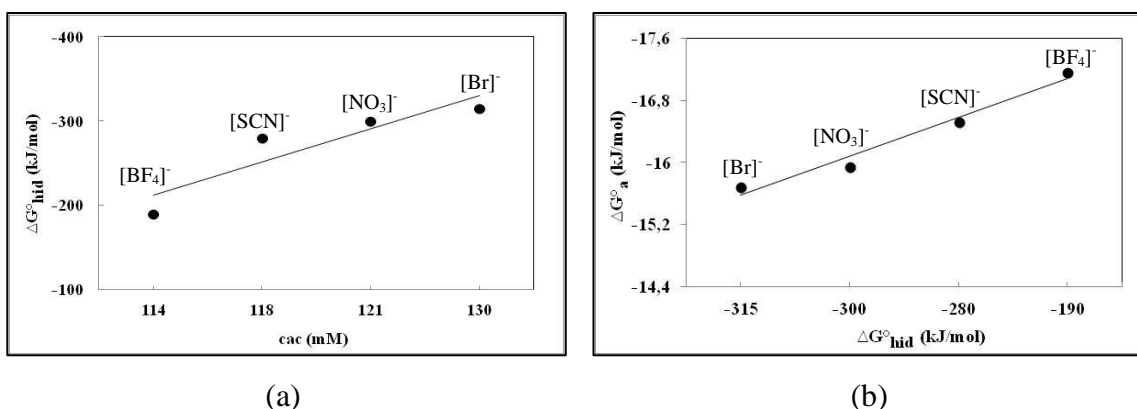 -400
-300
-200
-100
ΔG°hid (kJ/mol)
[BF4]-
[SCN]-
[NO3]-
[Br]-
114 118 121 130
cac (mM)
(a)
-17,6
-16,8
-16
-15,2
-14,4
ΔG°a (kJ/mol)
[Br]-
[NO3]-
[SCN]-
[BF4]-
-315 -300 -280 -190
ΔG°hid (kJ/mol)
(b)